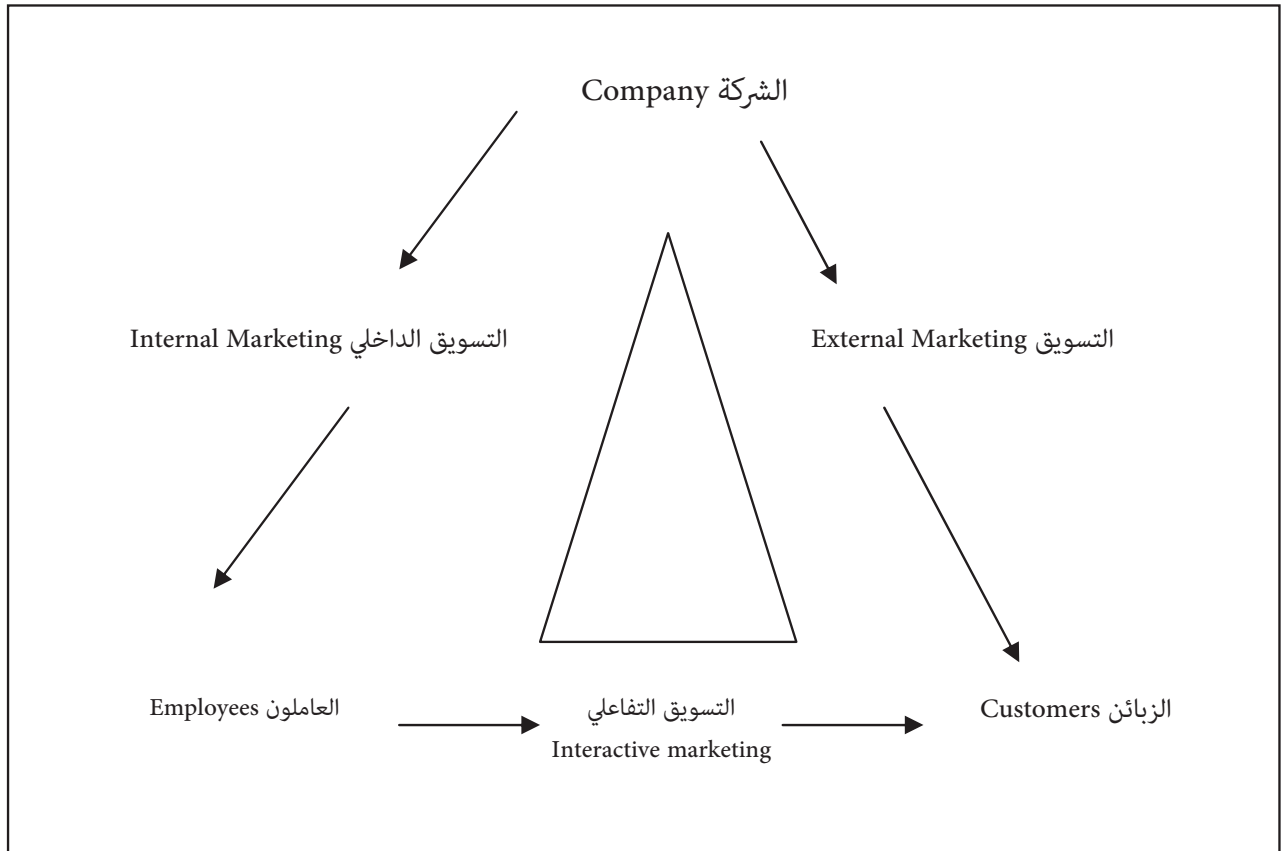 الشركة Company
التسويق الداخلي Internal Marketing
التسويق External Marketing
العاملون Employees
التسويق التفاعلي
Interactive marketing
الزبائن Customers